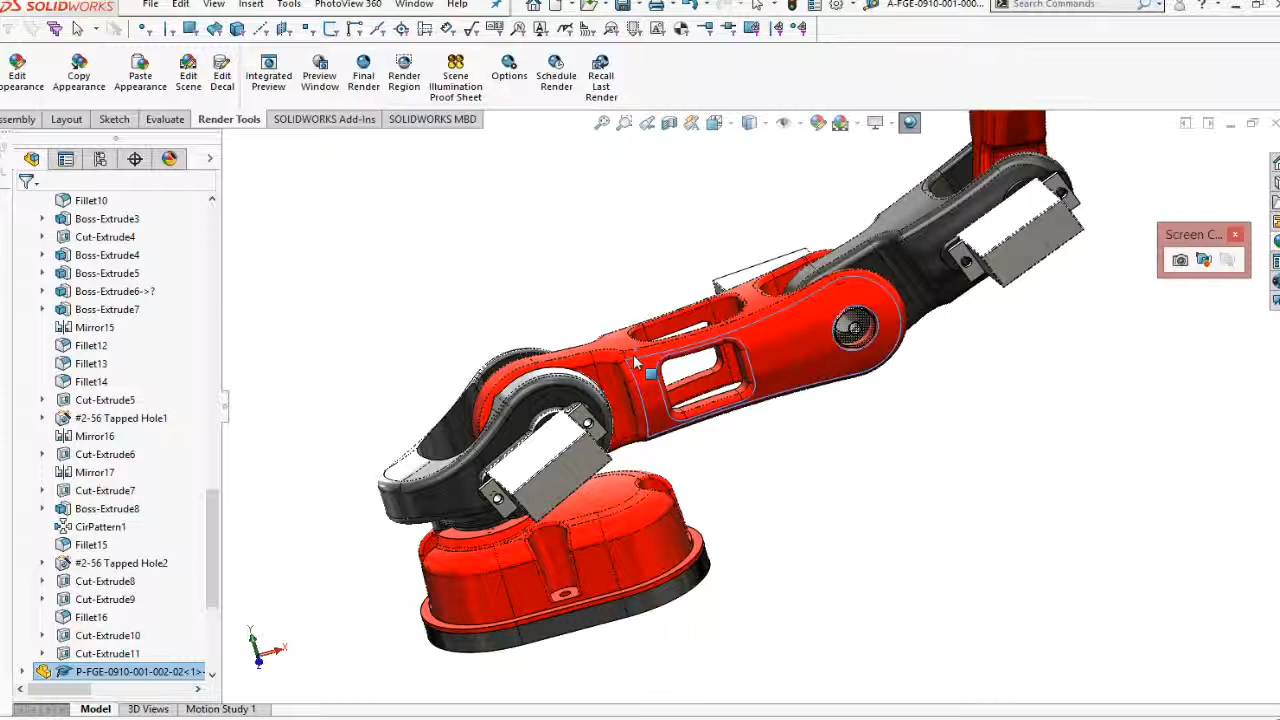 SOLIDWORKS File Edit View Insert Tools PhotoView 360 Window Help A-FGE-0910-001-000... Search Commands
Edit Appearance Copy Appearance Paste Appearance Edit Scene Edit Decal Integrated Preview Preview Window Final Render Render Region Scene Illumination Proof Sheet Options Schedule Render Recall Last Render
ssembly Layout Sketch Evaluate Render Tools SOLIDWORKS Add-Ins SOLIDWORKS MBD
Fillet10
Boss-Extrude3
Cut-Extrude4
Boss-Extrude4
Boss-Extrude5
Boss-Extrude6->?
Boss-Extrude7
Mirror15
Fillet12
Fillet13
Fillet14
Cut-Extrude5
#2-56 Tapped Hole1
Mirror16
Cut-Extrude6
Mirror17
Cut-Extrude7
Boss-Extrude8
CirPattern1
Fillet15
#2-56 Tapped Hole2
Cut-Extrude8
Cut-Extrude9
Fillet16
Cut-Extrude10
Cut-Extrude11
P-FGE-0910-001-002-02<1>
Screen C... x
Y
X
Z
Model 3D Views Motion Study 1